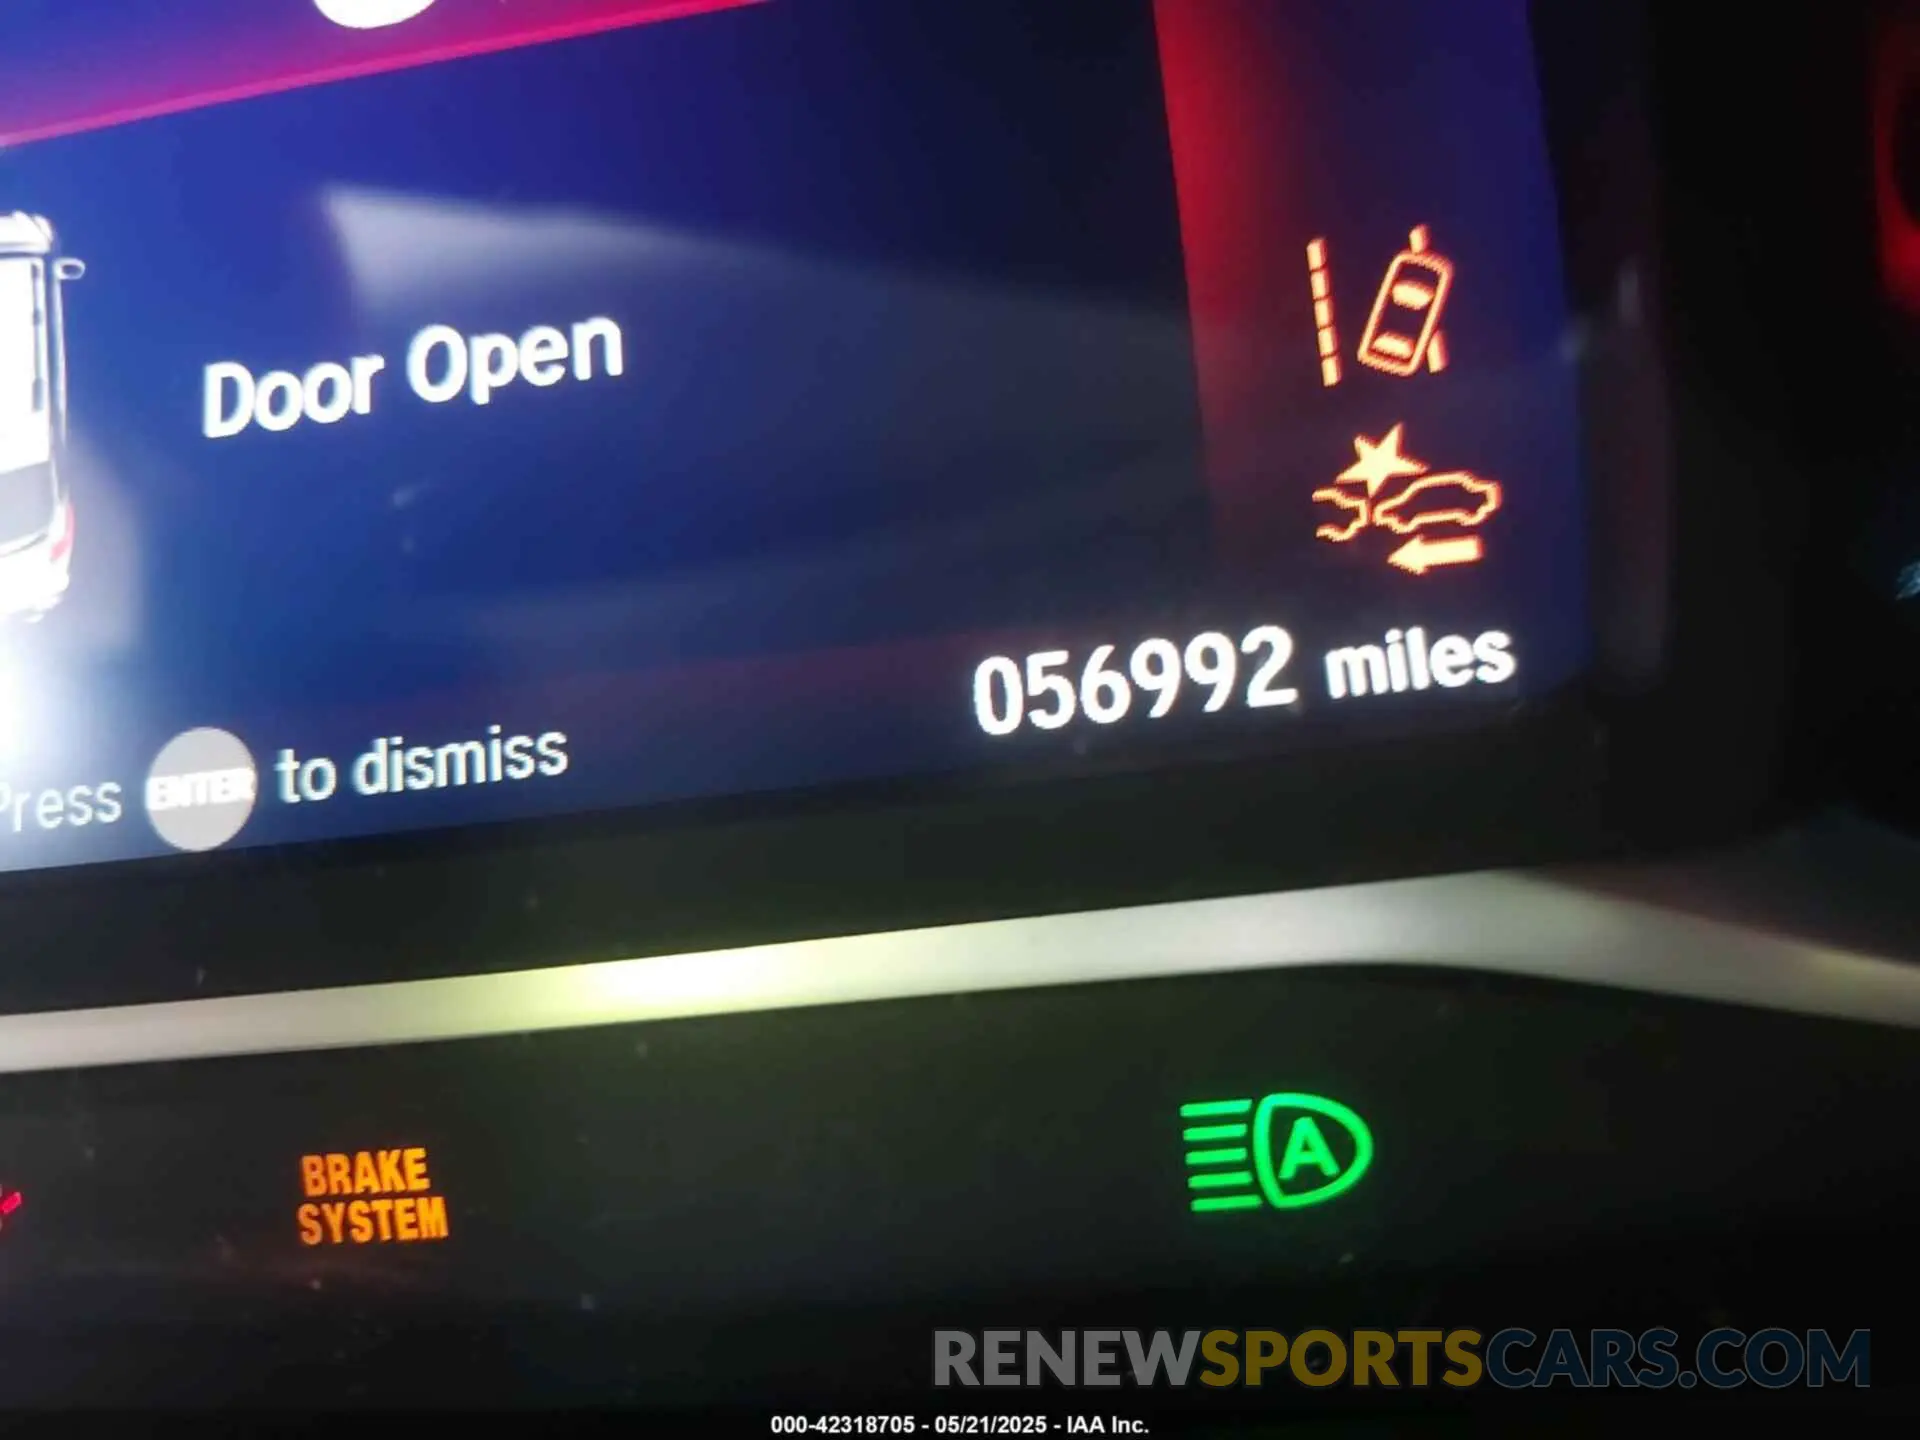 Door Open
056992 miles
Press ENTER to dismiss
A
BRAKE
SYSTEM
RENEWSPORTSCARS.COM
000-42318705 - 05/21/2025 - IAA Inc.